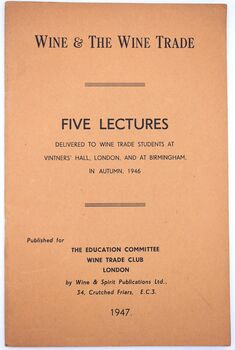 WINE & THE WINE TRADE
FIVE LECTURES
DELIVERED TO WINE TRADE STUDENTS AT
VINTNERS' HALL, LONDON, AND AT BIRMINGHAM,
IN AUTUMN, 1946
Published for
THE EDUCATION COMMITTEE
WINE TRADE CLUB
LONDON
by Wine & Spirit Publications Ltd.,
34, Crutched Friars, E.C.3.
1947.